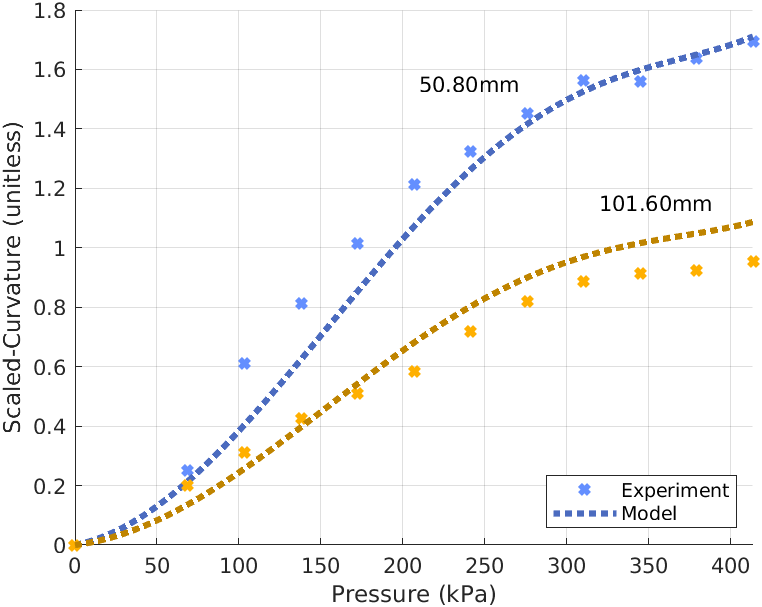 1.8
1.6
1.4
1.2
1
0.8
0.6
0.4
0.2
0
Scaled-Curvature (unitless)
50.80mm
101.60mm
Experiment
Model
0 50 100 150 200 250 300 350 400
Pressure (kPa)